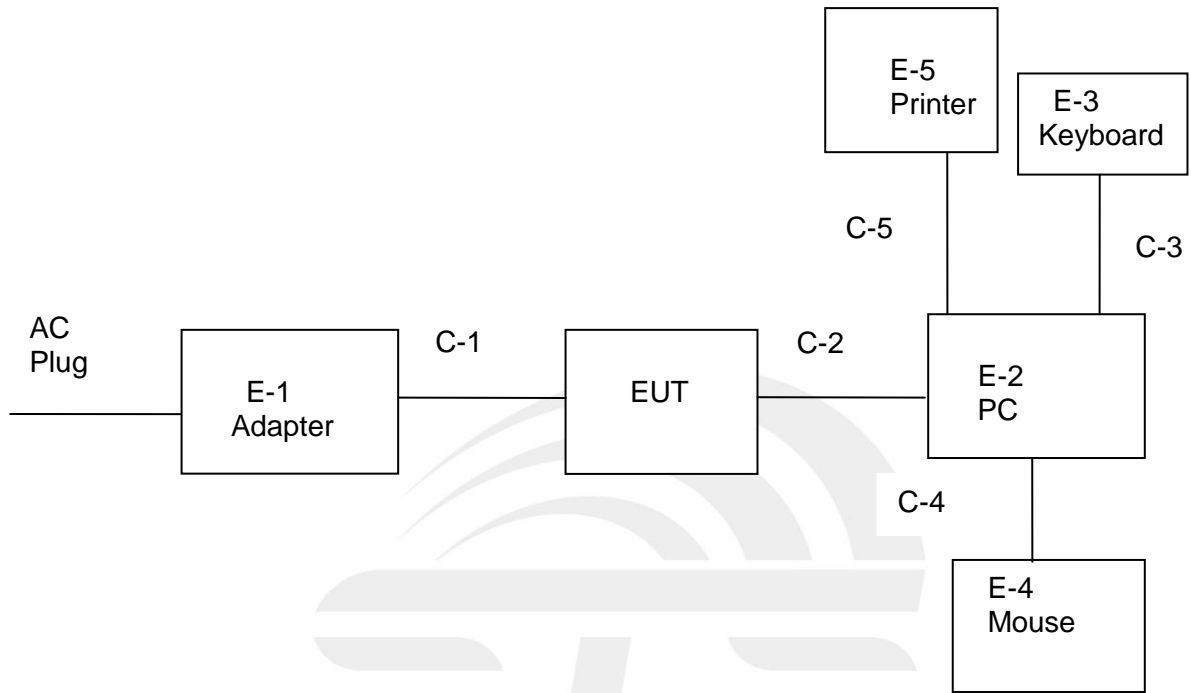 E-5
Printer
E-3
Keyboard
C-5
C-3
AC
Plug
C-1
C-2
E-1
Adapter
EUT
E-2
PC
C-4
E-4
Mouse